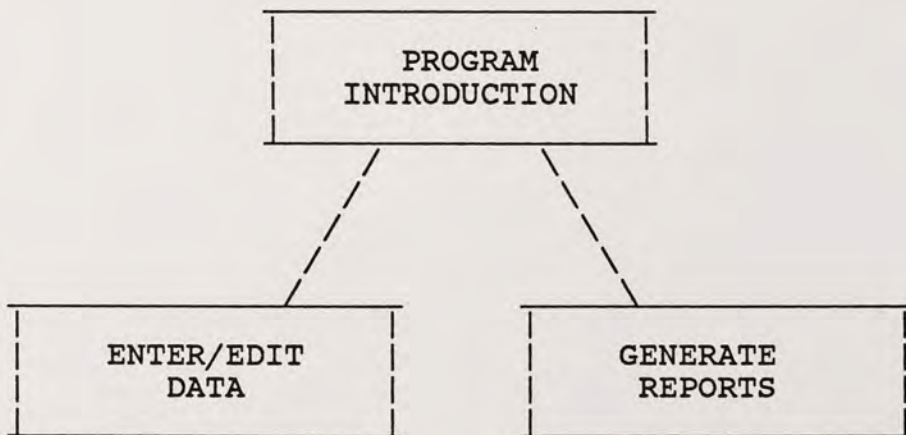 PROGRAM
INTRODUCTION
ENTER/EDIT
DATA
GENERATE
REPORTS